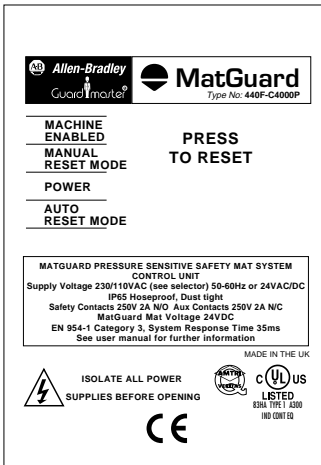 AB Allen-Bradley
Guardmaster®
MatGuard
Type No: 440F-C4000P
MACHINE
ENABLED
MANUAL
RESET MODE
POWER
AUTO
RESET MODE
PRESS
TO RESET
MATGUARD PRESSURE SENSITIVE SAFETY MAT SYSTEM
CONTROL UNIT
Supply Voltage 230/110VAC (see selector) 50-60Hz or 24VAC/DC
IP65 Hoseproof, Dust tight
Safety Contacts 250V 2A N/O Aux Contacts 250V 2A N/C
MatGuard Mat Voltage 24VDC
EN 954-1 Category 3, System Response Time 35ms
See user manual for further information
MADE IN THE UK
ISOLATE ALL POWER
SUPPLIES BEFORE OPENING
AMTRI
VERITAS
C UL US
LISTED
83HA TYPE 1 A300
IND CONT EQ
CE